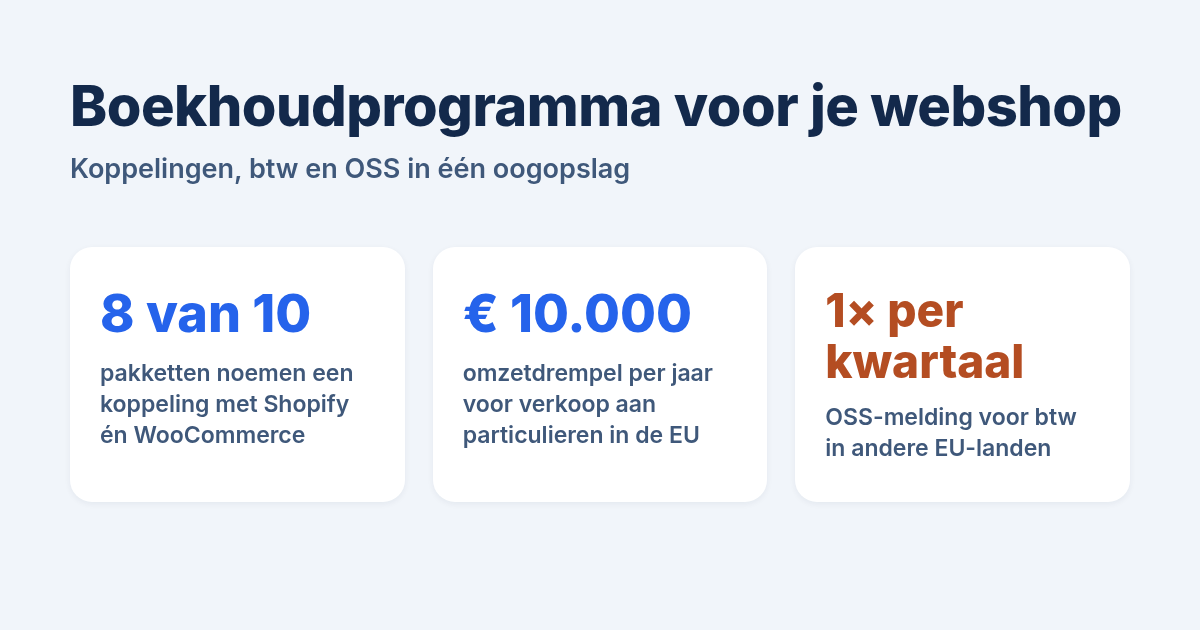 Boekhoudprogramma voor je webshop
Koppelingen, btw en OSS in één oogopslag
8 van 10
pakketten noemen een
koppeling met Shopify
én WooCommerce
€ 10.000
omzetdrempel per jaar
voor verkoop aan
particulieren in de EU
1× per
kwartaal
OSS-melding voor btw
in andere EU-landen